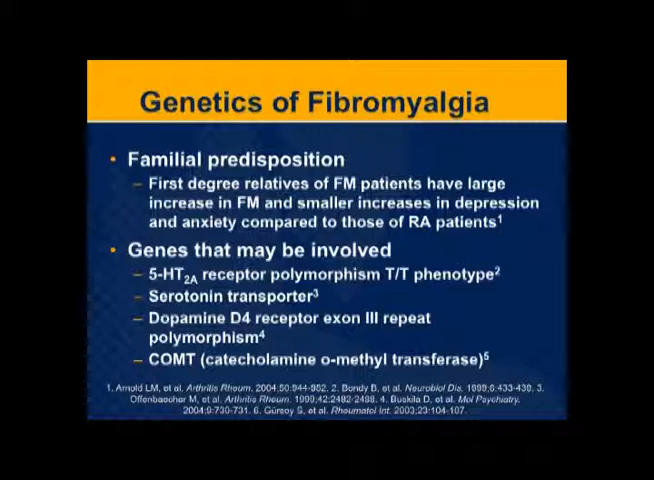 Genetics of Fibromyalgia
• Familial predisposition
– First degree relatives of FM patients have large
increase in FM and smaller increases in depression
and anxiety compared to those of RA patients1
• Genes that may be involved
– 5-HT2A receptor polymorphism T/T phenotype2
– Serotonin transporter3
– Dopamine D4 receptor exon III repeat
polymorphism4
– COMT (catecholamine o-methyl transferase)5
1. Arnold LM, et al. Arthritis Rheum. 2004;50:944-952. 2. Bondy B, et al. Neurobiol Dis. 1999;6:433-439. 3.
Offenbaecher M, et al. Arthritis Rheum. 1999;42:2482-2488. 4. Buskila D, et al. Mol Psychiatry.
2004;9:730-731. Gürsoy S, et al. Rheumatol Int. 2003;23:104-107.